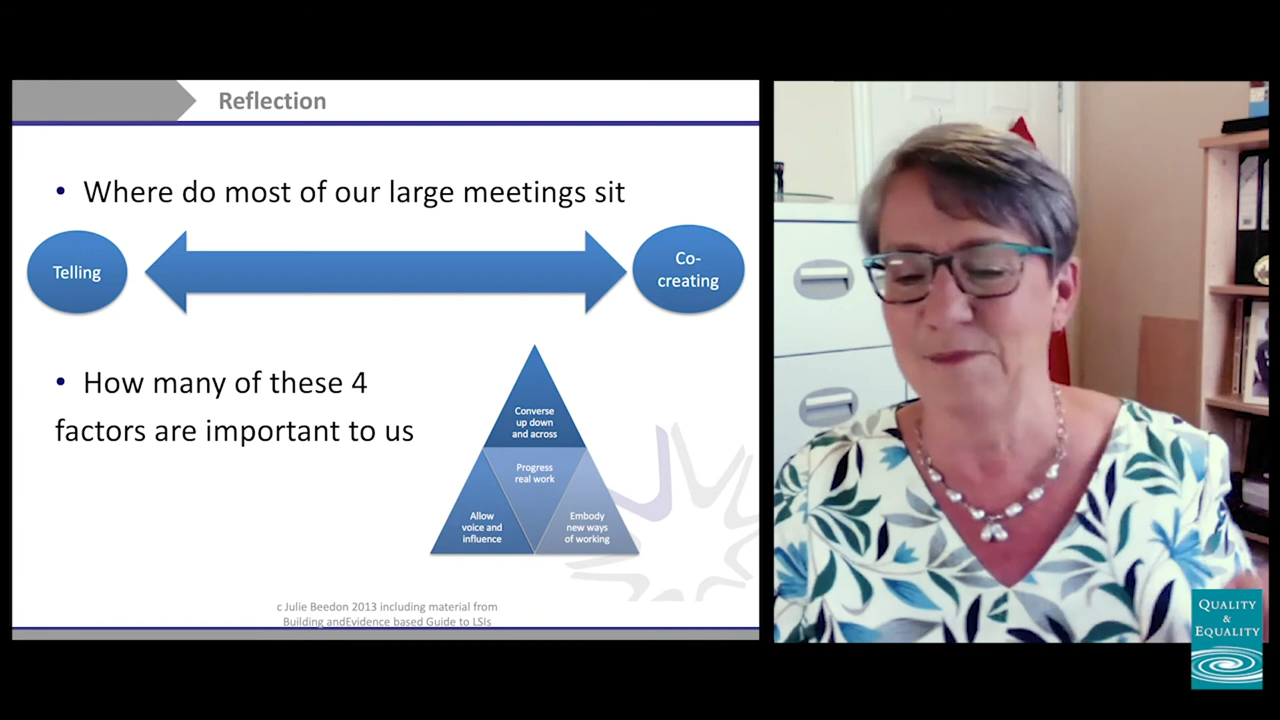 Reflection
• Where do most of our large meetings sit
Telling
Co-
creating
• How many of these 4
factors are important to us
Converse
up down
and across
Progress
real work
Allow
voice and
influence
Embody
new ways
of working
c Julie Beedon 2013 including material from
Building andEvidence based Guide to LSIs
QUALITY
&
EQUALITY